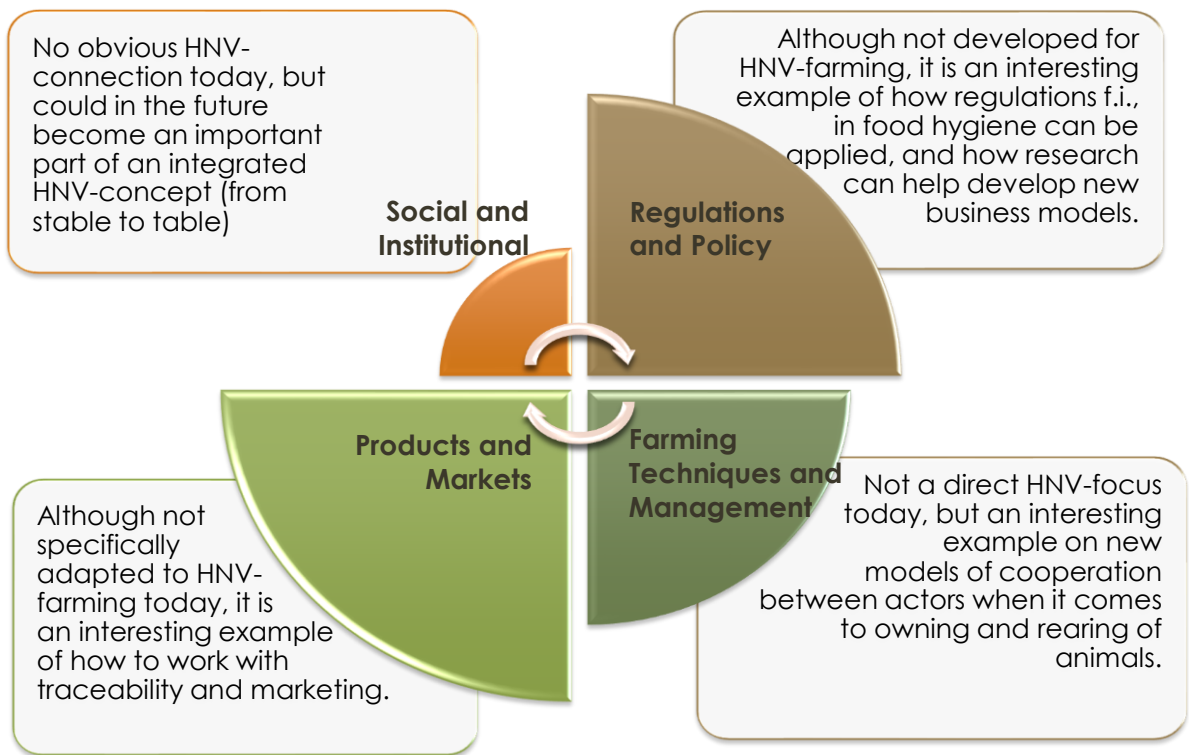 No obvious HNV-
connection today, but
could in the future
become an important
part of an integrated
HNV-concept (from
stable to table)
Although not developed for
HNV-farming, it is an interesting
example of how regulations f.i.,
in food hygiene can be
applied, and how research
can help develop new
business models.
Social and
Institutional
Regulations
and Policy
Products and
Markets
Farming
Techniques and
Management
Although not
specifically
adapted to HNV-
farming today, it is
an interesting example
of how to work with
traceability and marketing.
Not a direct HNV-focus
today, but an interesting
example on new
models of cooperation
between actors when it comes
to owning and rearing of
animals.